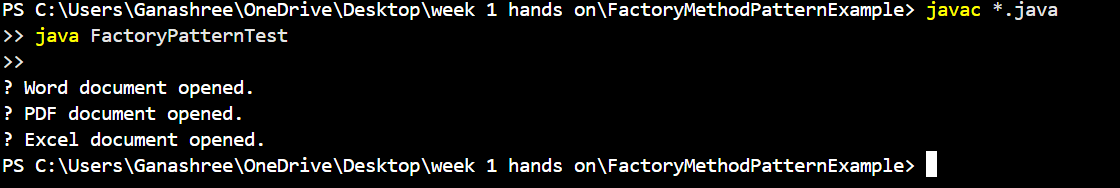 PS C:\Users\Ganashree\OneDrive\Desktop\week 1 hands on\FactoryMethodPatternExample> javac *.java
>> java FactoryPatternTest
>>
? Word document opened.
? PDF document opened.
? Excel document opened.
PS C:\Users\Ganashree\OneDrive\Desktop\week 1 hands on\FactoryMethodPatternExample>